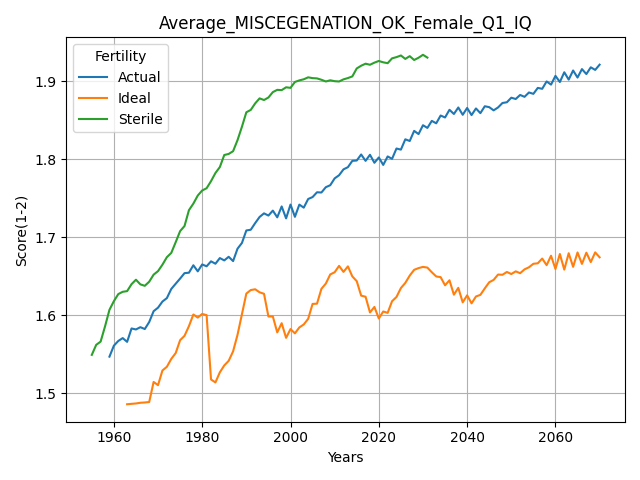 Average_MISCEGENATION_OK_Female_Q1_IQ
Fertility
Actual
Ideal
Sterile
Score(1-2)
1.9
1.8
1.7
1.6
1.5
1960
1980
2000
2020
2040
2060
Years